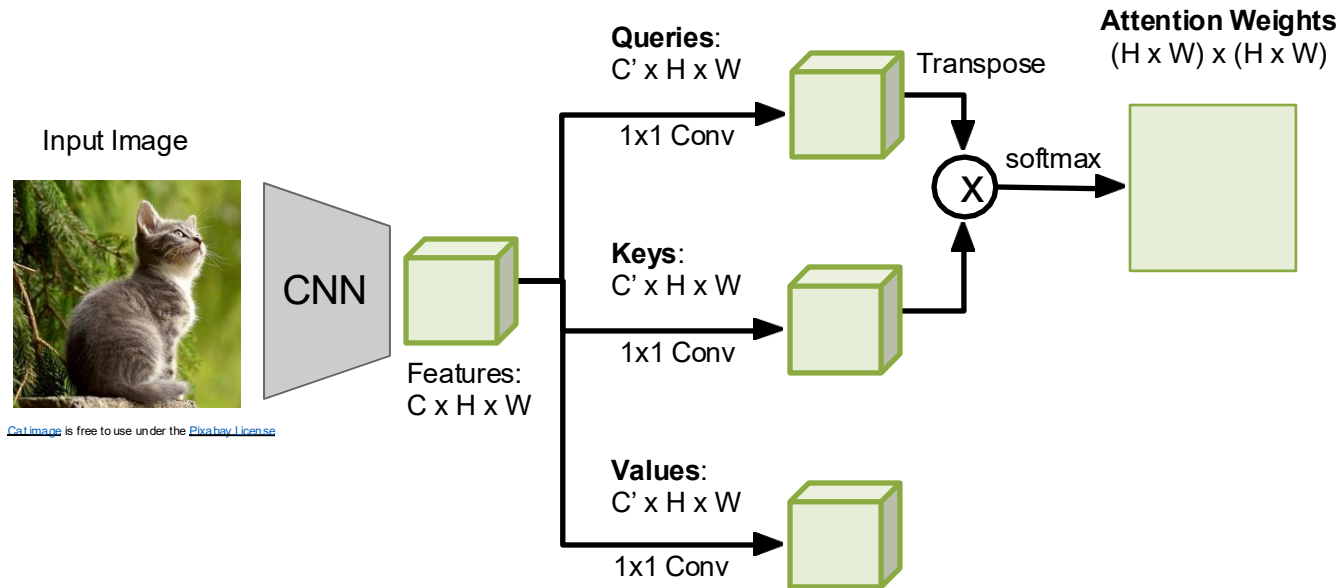 Input Image
Cat image is free to use under the Pixabay License
CNN
Features:
C x H x W
Queries:
C' x H x W
1x1 Conv
Keys:
C' x H x W
1x1 Conv
Values:
C' x H x W
1x1 Conv
Transpose
X
softmax
Attention Weights
(H x W) x (H x W)